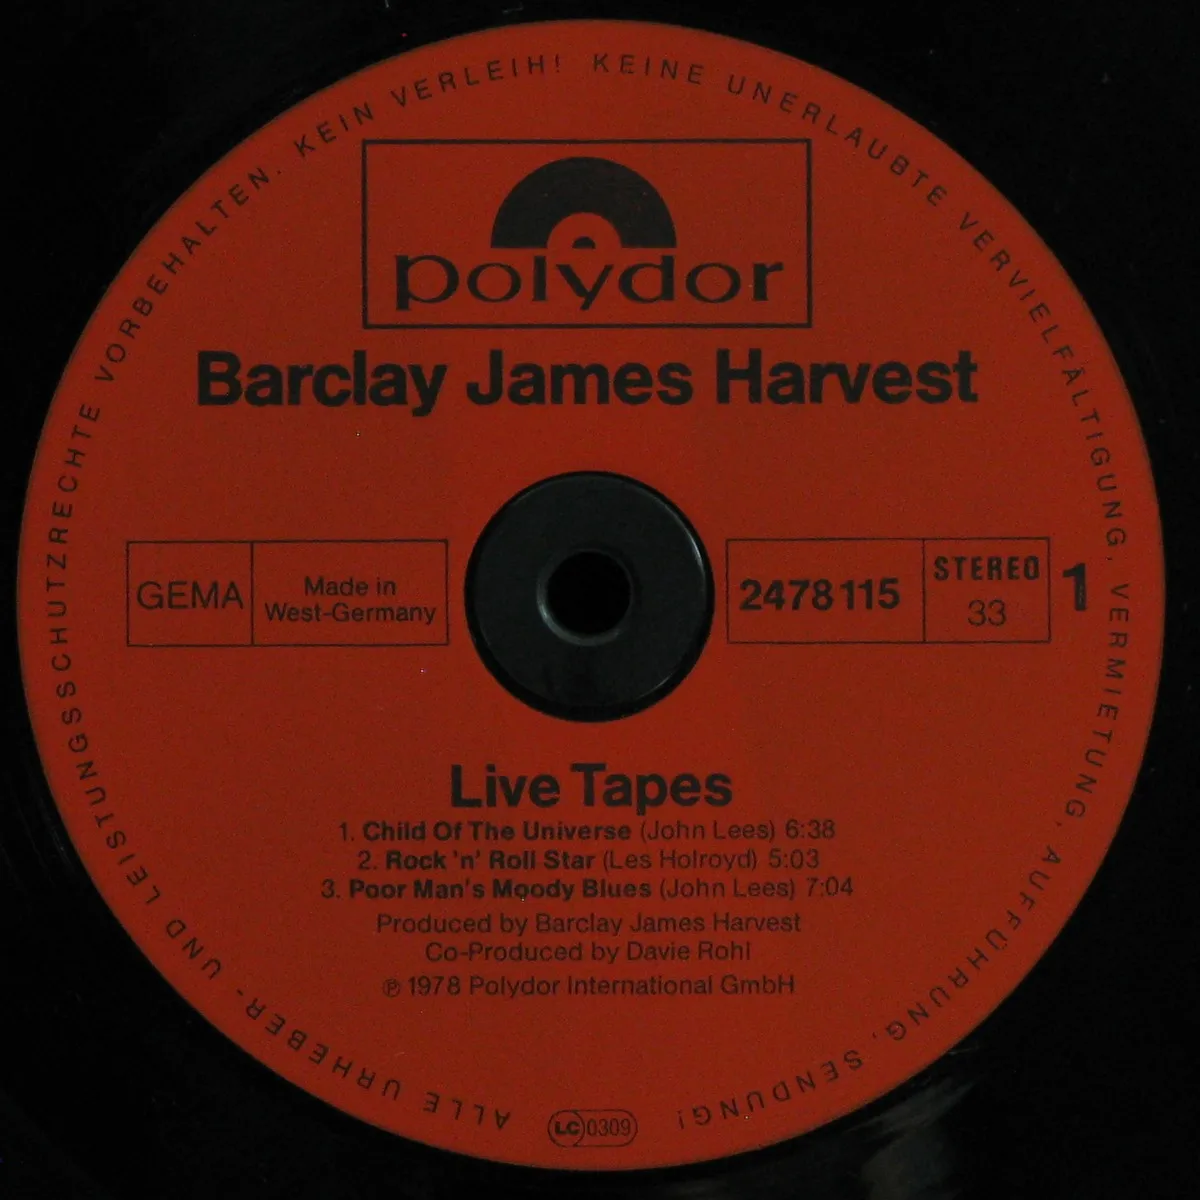 ALLE URHEBER- UND LEISTUNGSSCHUTZRECHTE VORBEHALTEN. KEIN VERLEIH! KEINE UNERLAUBTE VERVIELFÄLTIGUNG, VERMIETUNG, AUFFÜHRUNG, SENDUNG!
polydor
Barclay James Harvest
GEMA
Made in
West-Germany
2478 115
STEREO
33
1
Live Tapes
1. Child Of The Universe (John Lees) 6:38
2. Rock 'n' Roll Star (Les Holroyd) 5:03
3. Poor Man's Moody Blues (John Lees) 7:04
Produced by Barclay James Harvest
Co-Produced by Davie Rohl
℗ 1978 Polydor International GmbH
LC 0309